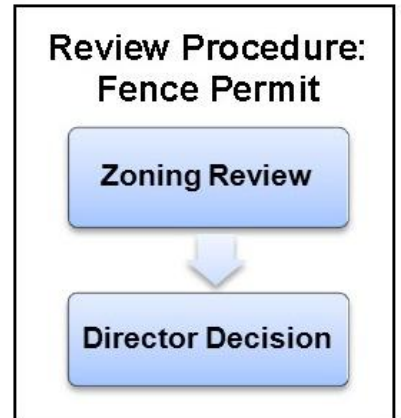 Review Procedure:
Fence Permit
Zoning Review
Director Decision